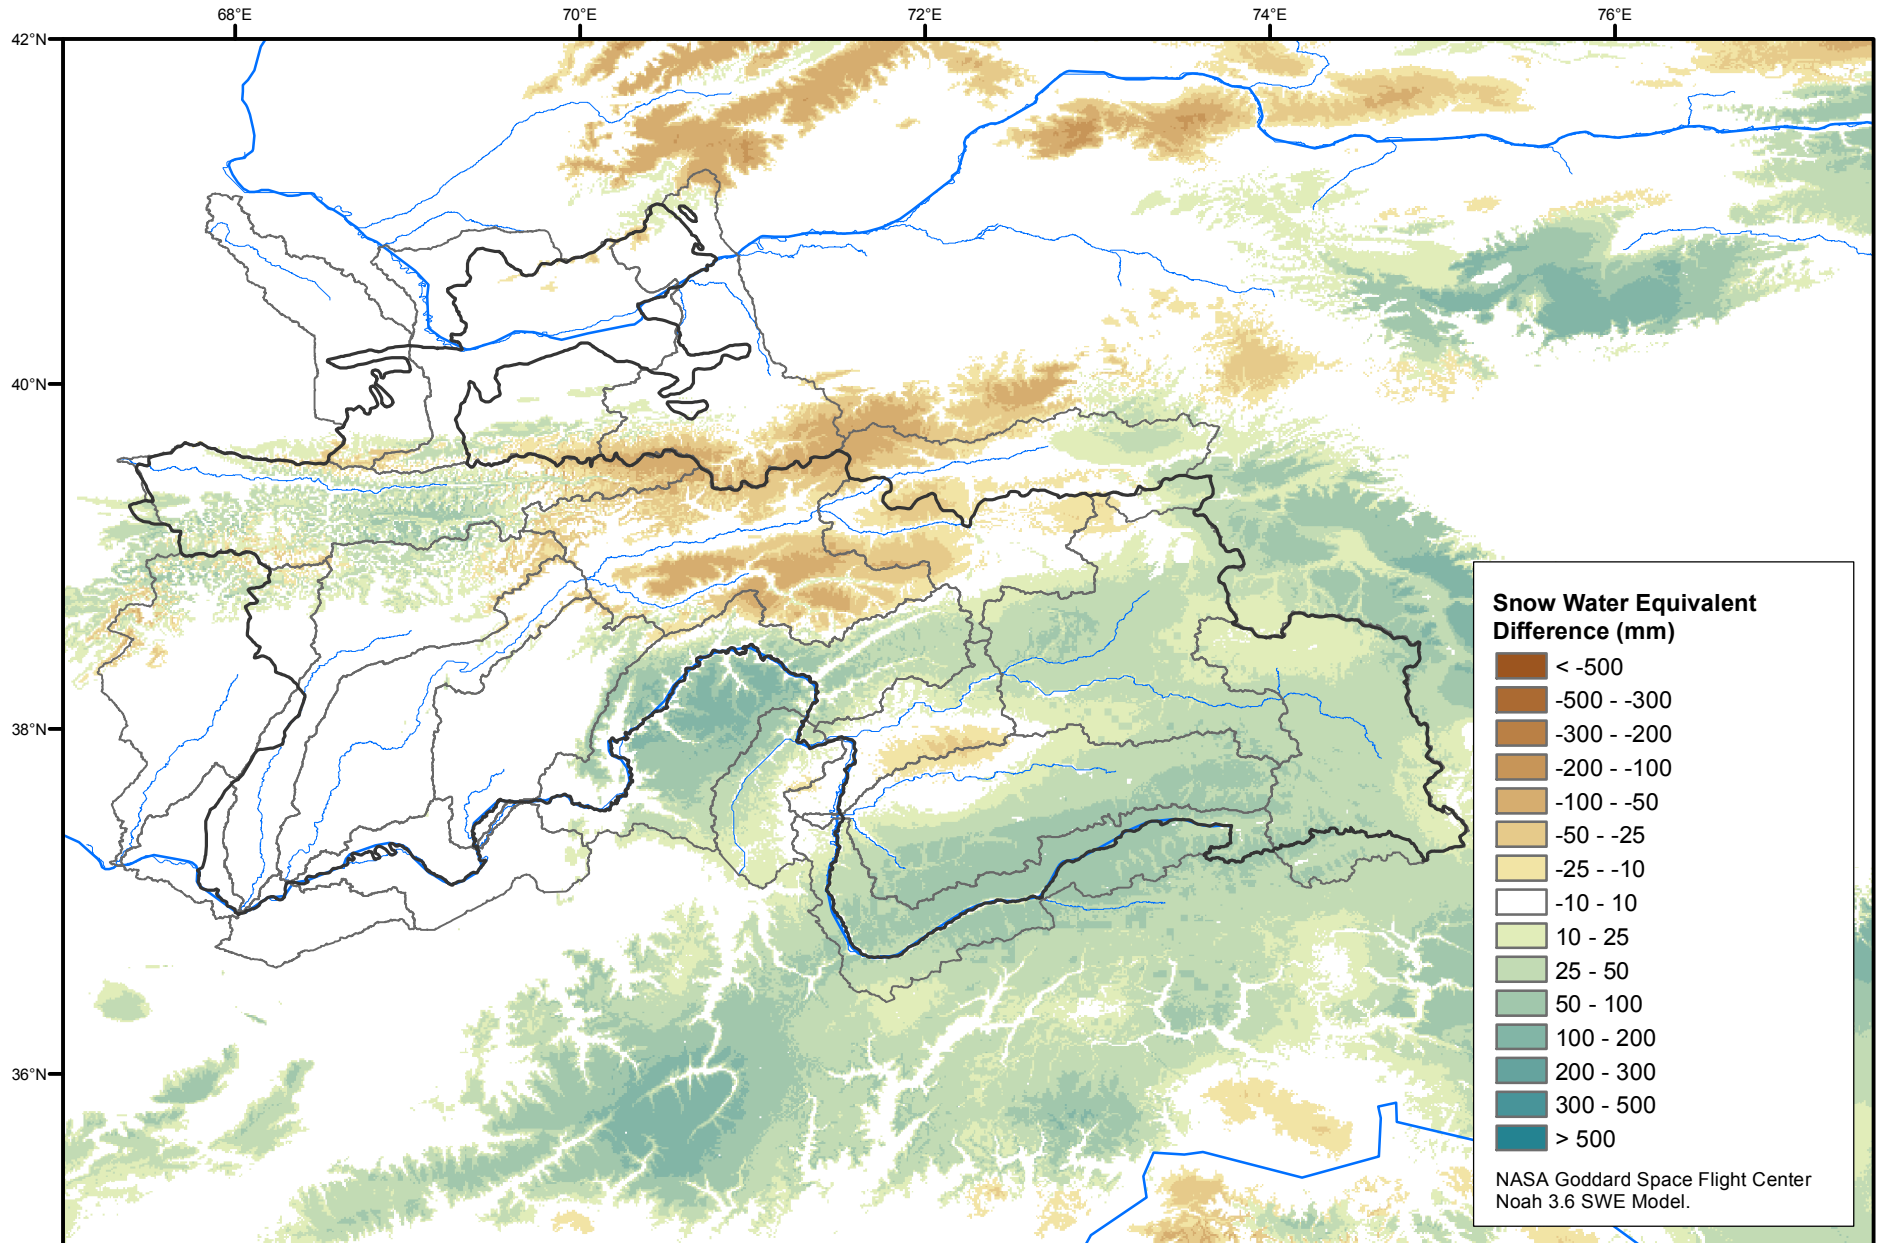 68°E 70°E 72°E 74°E 76°E
42°N
40°N
38°N
36°N
Snow Water Equivalent
Difference (mm)
< -500
-500 - -300
-300 - -200
-200 - -100
-100 - -50
-50 - -25
-25 - -10
-10 - 10
10 - 25
25 - 50
50 - 100
100 - 200
200 - 300
300 - 500
> 500
NASA Goddard Space Flight Center
Noah 3.6 SWE Model.